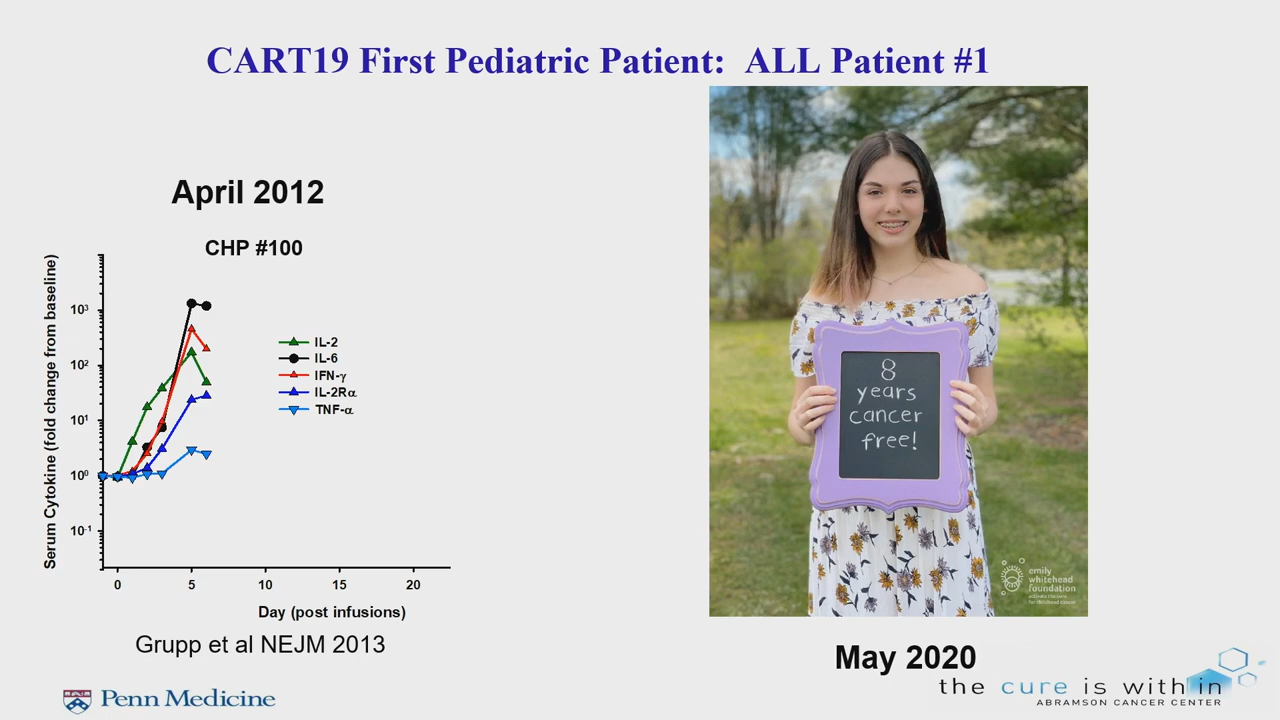 CART19 First Pediatric Patient: ALL Patient #1
April 2012
CHP #100
Serum Cytokine (fold change from baseline)
10³
10²
10¹
10⁰
10⁻¹
IL-2
IL-6
IFN-γ
IL-2Rα
TNF-α
0 5 10 15 20
Day (post infusions)
Grupp et al NEJM 2013
Penn Medicine
8
years
cancer
free!
emily
whitehead
foundation
May 2020
the cure is within
ABRAMSON CANCER CENTER